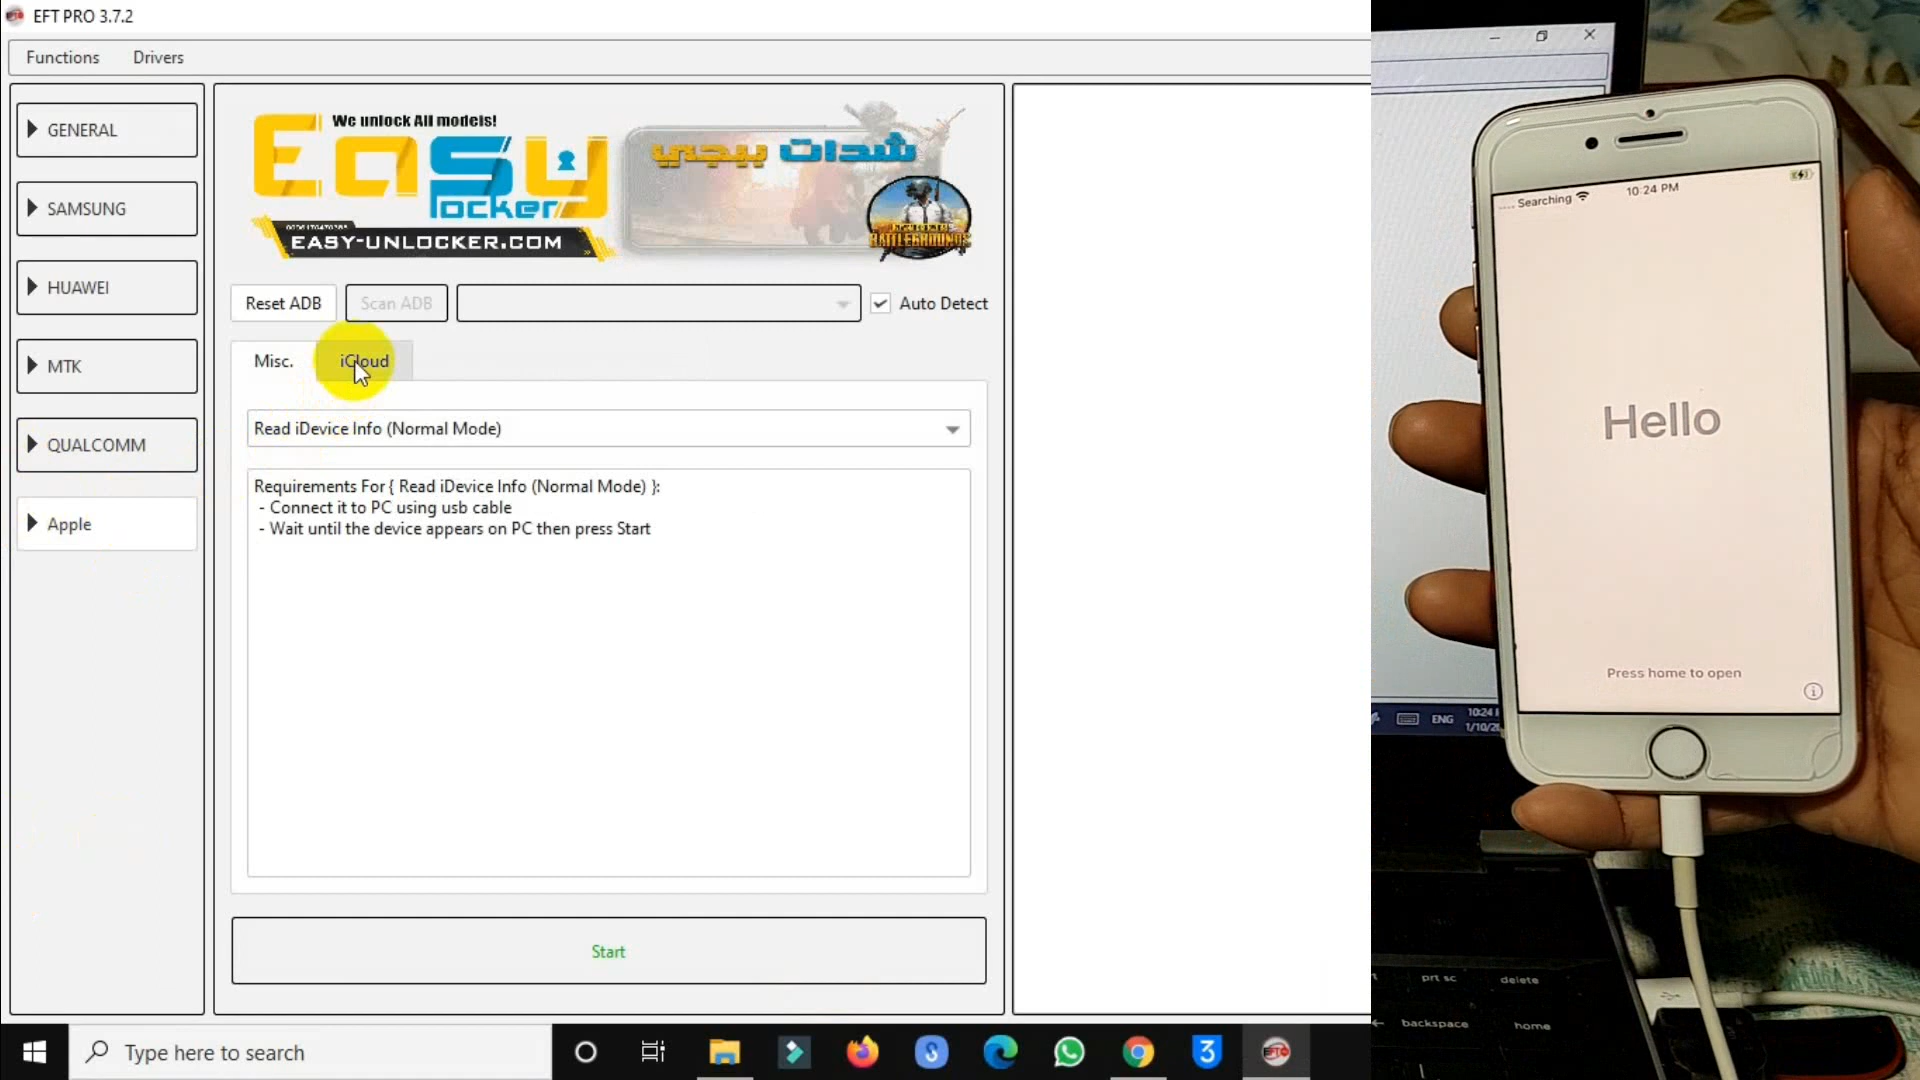 EFT PRO 3.7.2
Functions Drivers
GENERAL
SAMSUNG
HUAWEI
MTK
QUALCOMM
Apple
We unlock All models!
Easy
Unlocker
EASY-UNLOCKER.COM
شدات ببجي
BATTLEGROUNDS
Reset ADB Scan ADB Auto Detect
Misc. iCloud
Read iDevice Info (Normal Mode)
Requirements For { Read iDevice Info (Normal Mode) }:
- Connect it to PC using usb cable
- Wait until the device appears on PC then press Start
Start
Type here to search
Searching 10:24 PM
Hello
Press home to open
ENG
prt sc delete
backspace home